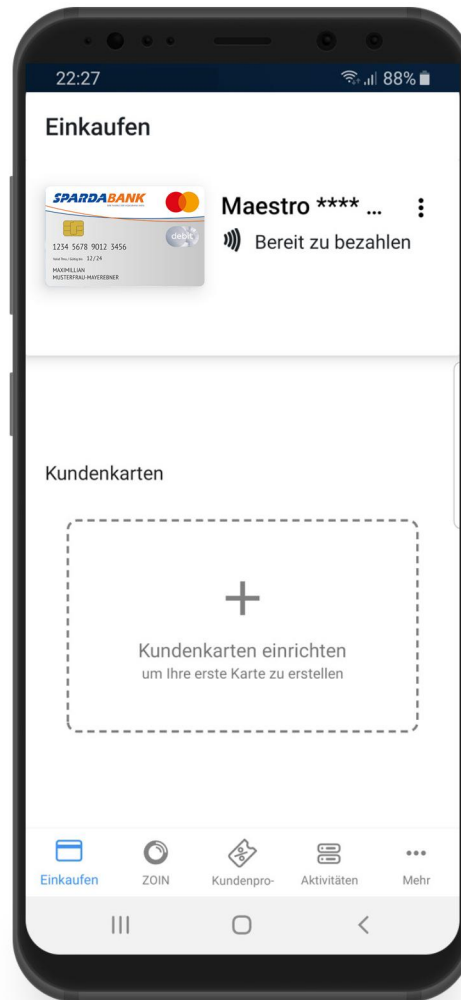 22:27
88%
Einkaufen
SPARDABANK
debit
1234 5678 9012 3456
12/24
MAXIMILLIAN
MUSTERFRAU-MAYEREBNER
Maestro **** ...
Bereit zu bezahlen
Kundenkarten
Kundenkarten einrichten
um Ihre erste Karte zu erstellen
Einkaufen
ZOIN
Kundenpro-
Aktivitäten
Mehr